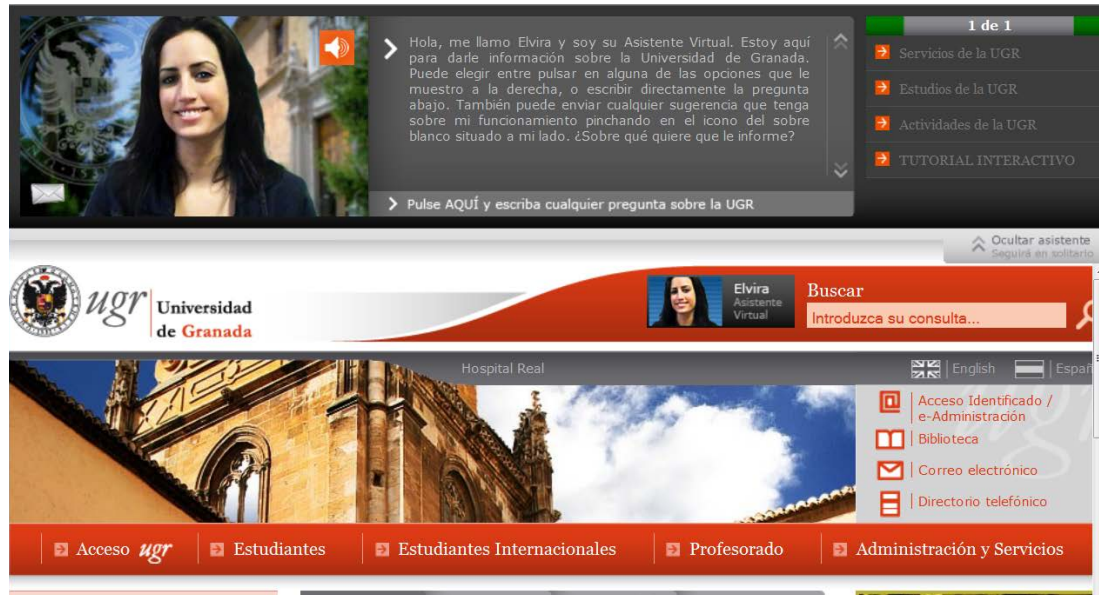 Hola, me llamo Elvira y soy su Asistente Virtual. Estoy aquí
para darle información sobre la Universidad de Granada.
Puede elegir entre pulsar en alguna de las opciones que le
muestro a la derecha, o escribir directamente la pregunta
abajo. También puede enviar cualquier sugerencia que tenga
sobre mi funcionamiento pinchando en el icono del sobre
blanco situado a mi lado. ¿Sobre qué quiere que le informe?
Pulse AQUÍ y escriba cualquier pregunta sobre la UGR
1 de 1
Servicios de la UGR
Estudios de la UGR
Actividades de la UGR
TUTORIAL INTERACTIVO
Ocultar asistente
Seguirá en solitario
ugr
Universidad
de Granada
Elvira
Asistente
Virtual
Buscar
Introduzca su consulta...
Hospital Real
English
Españ
Acceso Identificado /
e-Administración
Biblioteca
Correo electrónico
Directorio telefónico
Acceso ugr
Estudiantes
Estudiantes Internacionales
Profesorado
Administración y Servicios